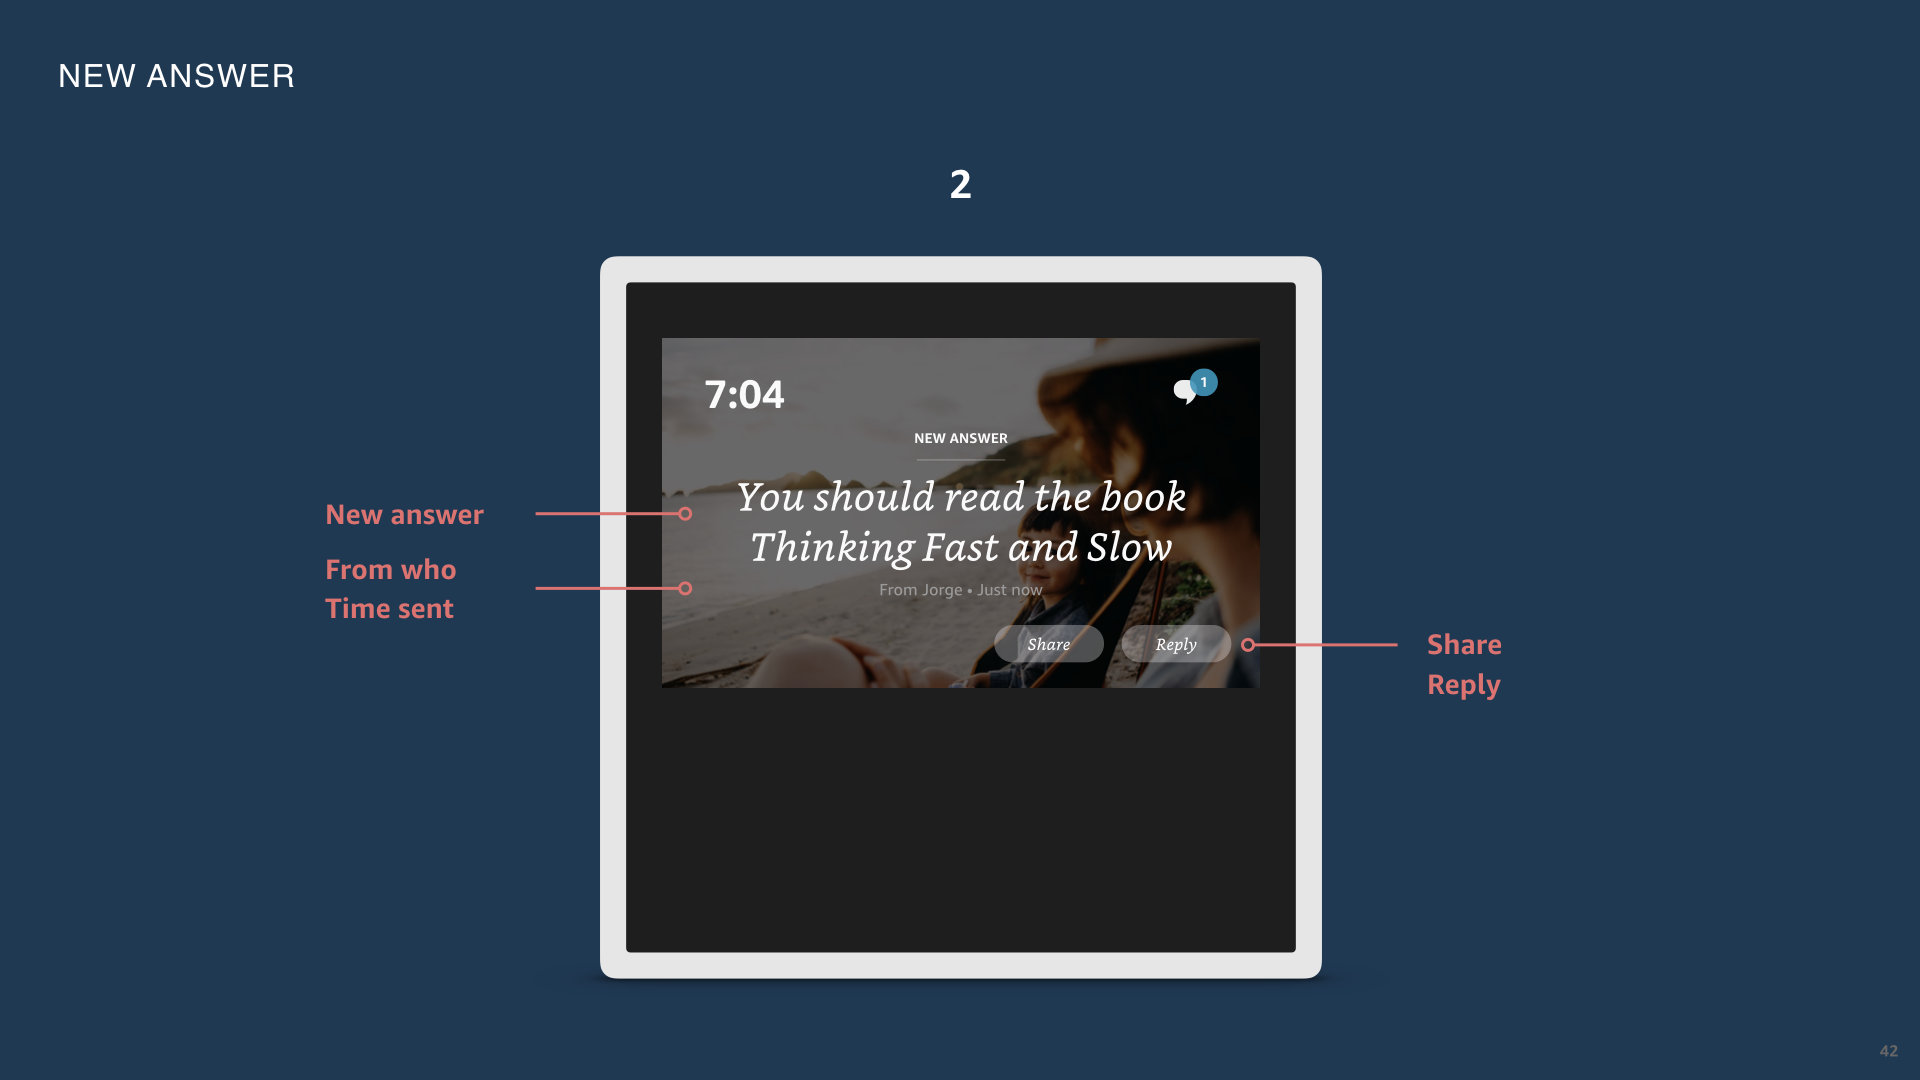 NEW ANSWER
2
7:04
1
NEW ANSWER
You should read the book
Thinking Fast and Slow
From Jorge • Just now
Share
Reply
New answer
From who
Time sent
Share
Reply
42